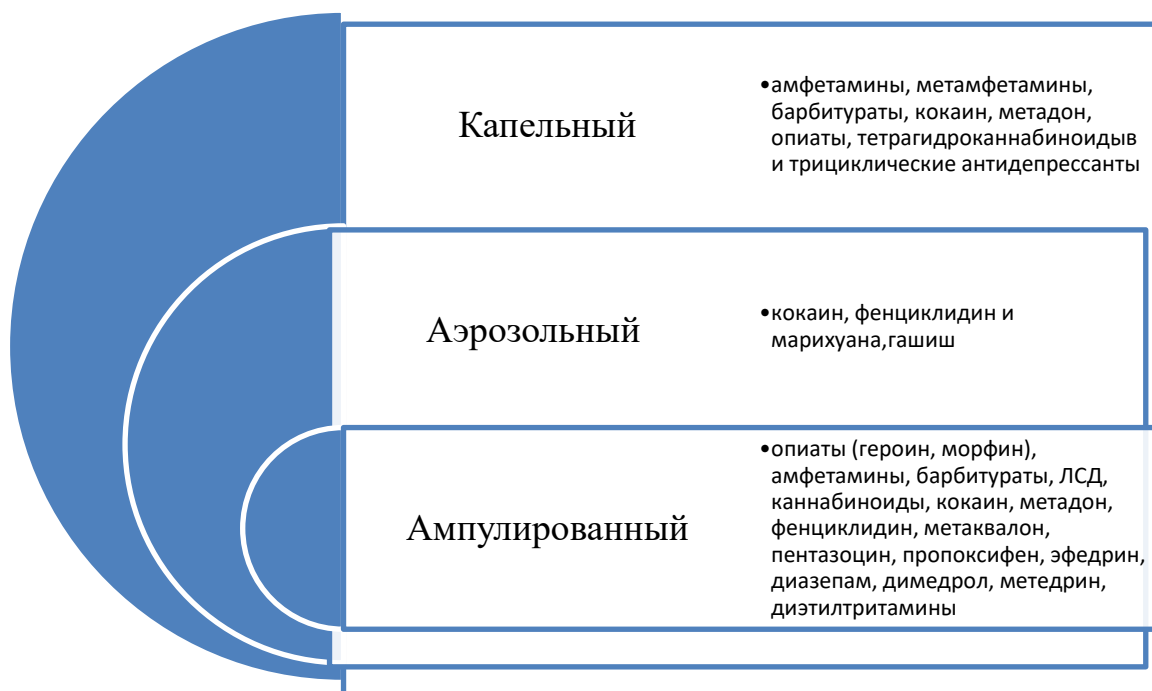 Капельный
•амфетамины, метамфетамины,
барбитураты, кокаин, метадон,
опиаты, тетрагидроканнабиноидыв
и трициклические антидепрессанты
Аэрозольный
•кокаин, фенциклидин и
марихуана,гашиш
Ампулированный
•опиаты (героин, морфин),
амфетамины, барбитураты, ЛСД,
каннабиноиды, кокаин, метадон,
фенциклидин, метаквалон,
пентазоцин, пропоксифен, эфедрин,
диазепам, димедрол, метедрин,
диэтилтритамины